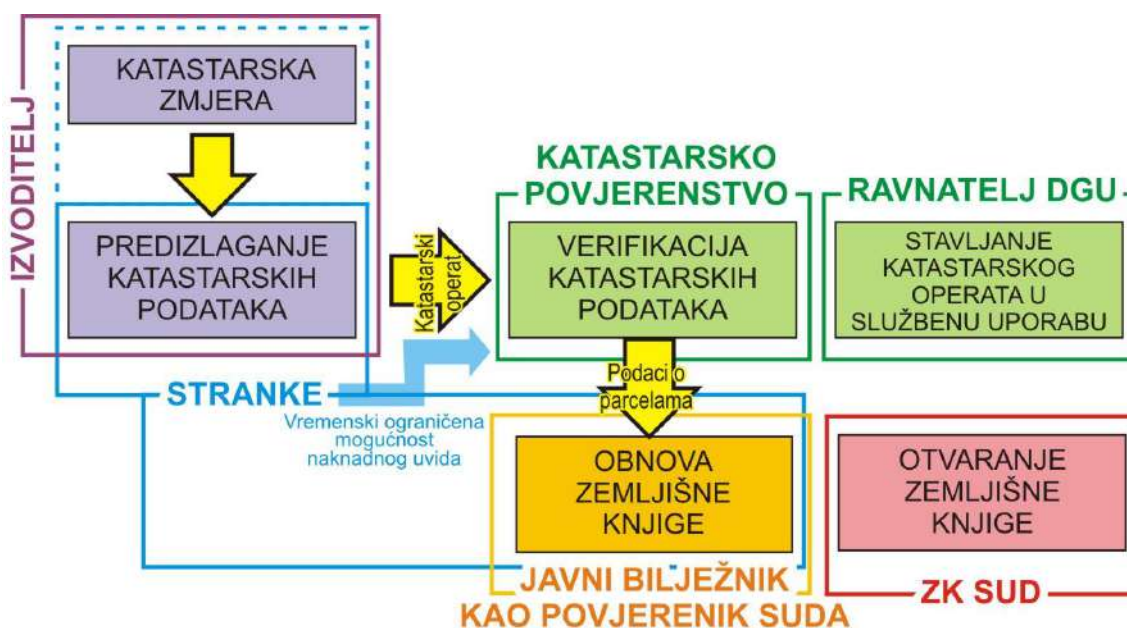 IZVODITELJ
KATASTARSKA
ZMJERA
PREDIZLAGANJE
KATASTARSKIH
PODATAKA
Katastarski
operat
KATASTARSKO
POVJERENSTVO
VERIFIKACIJA
KATASTARSKIH
PODATAKA
RAVNATELJ DGU
STAVLJANJE
KATASTARSKOG
OPERATA U
SLUŽBENU UPORABU
STRANKE
Vremenski ograničena
mogućnost
naknadnog uvida
Podaci o
parcelama
OBNOVA
ZEMLJIŠNE
KNJIGE
JAVNI BILJEŽNIK
KAO POVJERENIK SUDA
OTVARANJE
ZEMLJIŠNE
KNJIGE
ZK SUD